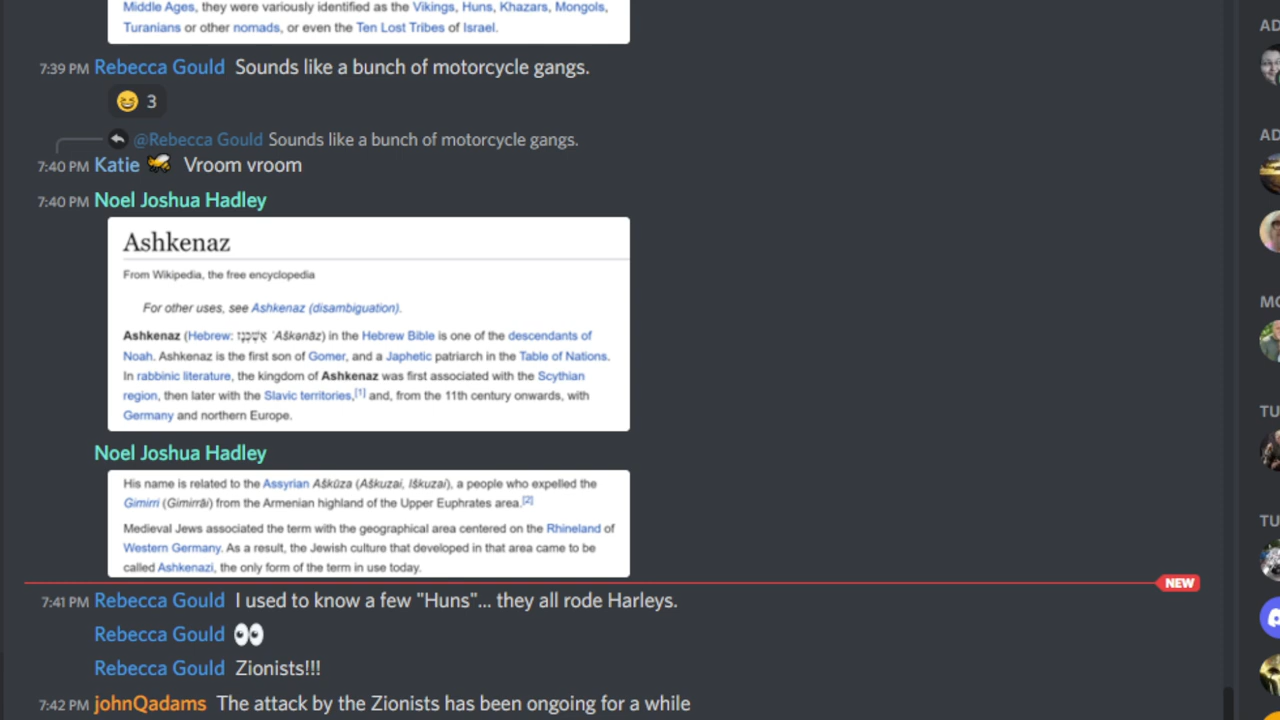 Middle Ages, they were variously identified as the Vikings, Huns, Khazars, Mongols,
Turanians or other nomads, or even the Ten Lost Tribes of Israel.
7:39 PM Rebecca Gould Sounds like a bunch of motorcycle gangs.
😆 3
@Rebecca Gould Sounds like a bunch of motorcycle gangs.
7:40 PM Katie 🐝 Vroom vroom
7:40 PM Noel Joshua Hadley
Ashkenaz
From Wikipedia, the free encyclopedia
For other uses, see Ashkenaz (disambiguation).
Ashkenaz (Hebrew: אַשְׁכְּנָז ʾAškənāz) in the Hebrew Bible is one of the descendants of
Noah. Ashkenaz is the first son of Gomer, and a Japhetic patriarch in the Table of Nations.
In rabbinic literature, the kingdom of Ashkenaz was first associated with the Scythian
region, then later with the Slavic territories,[1] and, from the 11th century onwards, with
Germany and northern Europe.
Noel Joshua Hadley
His name is related to the Assyrian Aškūza (Aškuzai, Iškuzai), a people who expelled the
Gimirri (Gimirrāi) from the Armenian highland of the Upper Euphrates area.[2]
Medieval Jews associated the term with the geographical area centered on the Rhineland of
Western Germany. As a result, the Jewish culture that developed in that area came to be
called Ashkenazi, the only form of the term in use today.
NEW
7:41 PM Rebecca Gould I used to know a few "Huns"... they all rode Harleys.
Rebecca Gould 👀
Rebecca Gould Zionists!!!
7:42 PM johnQadams The attack by the Zionists has been ongoing for a while
AD
AD
MO
TU
TU